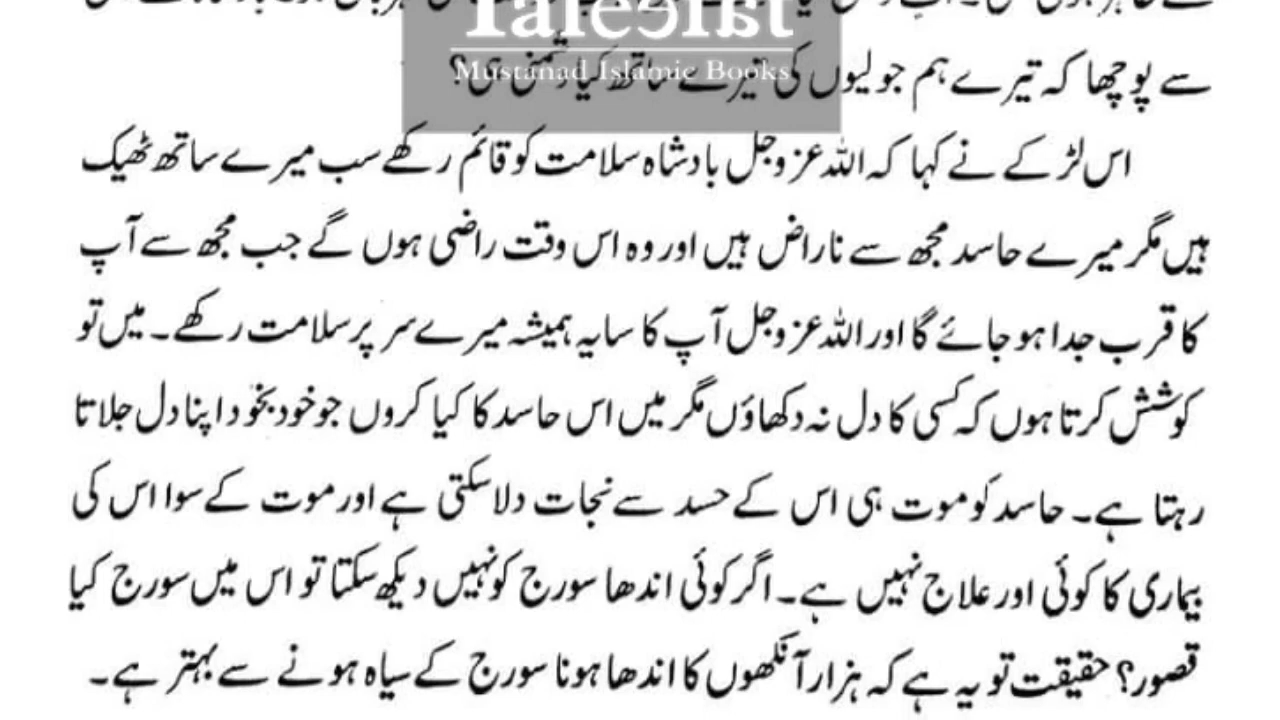 Taleefat
Mustanad Islamic Books
سے پوچھا کہ تیرے ہم جولیوں کی تیرے ساتھ کیا دشمنی ہی؟
اس لڑکے نے کہا کہ اللہ عزوجل بادشاہ سلامت کو قائم رکھے سب میرے ساتھ ٹھیک
ہیں مگر میرے حاسد مجھ سے ناراض ہیں اور وہ اس وقت راضی ہوں گے جب مجھ سے آپ
کا قرب جدا ہو جائے گا اور اللہ عزوجل آپ کا سایہ ہمیشہ میرے سر پر سلامت رکھے۔ میں تو
کوشش کرتا ہوں کہ کسی کا دل نہ دکھاؤں مگر میں اس حاسد کا کیا کروں جو خود بخود اپنا دل جلاتا
رہتا ہے۔ حاسد کو موت ہی اس کے حسد سے نجات دلا سکتی ہے اور موت کے سوا اس کی
بیماری کا کوئی اور علاج نہیں ہے۔ اگر کوئی اندھا سورج کو نہیں دیکھ سکتا تو اس میں سورج کیا
قصور؟ حقیقت تو یہ ہے کہ ہزار آنکھوں کا اندھا ہونا سورج کے سیاہ ہونے سے بہتر ہے۔